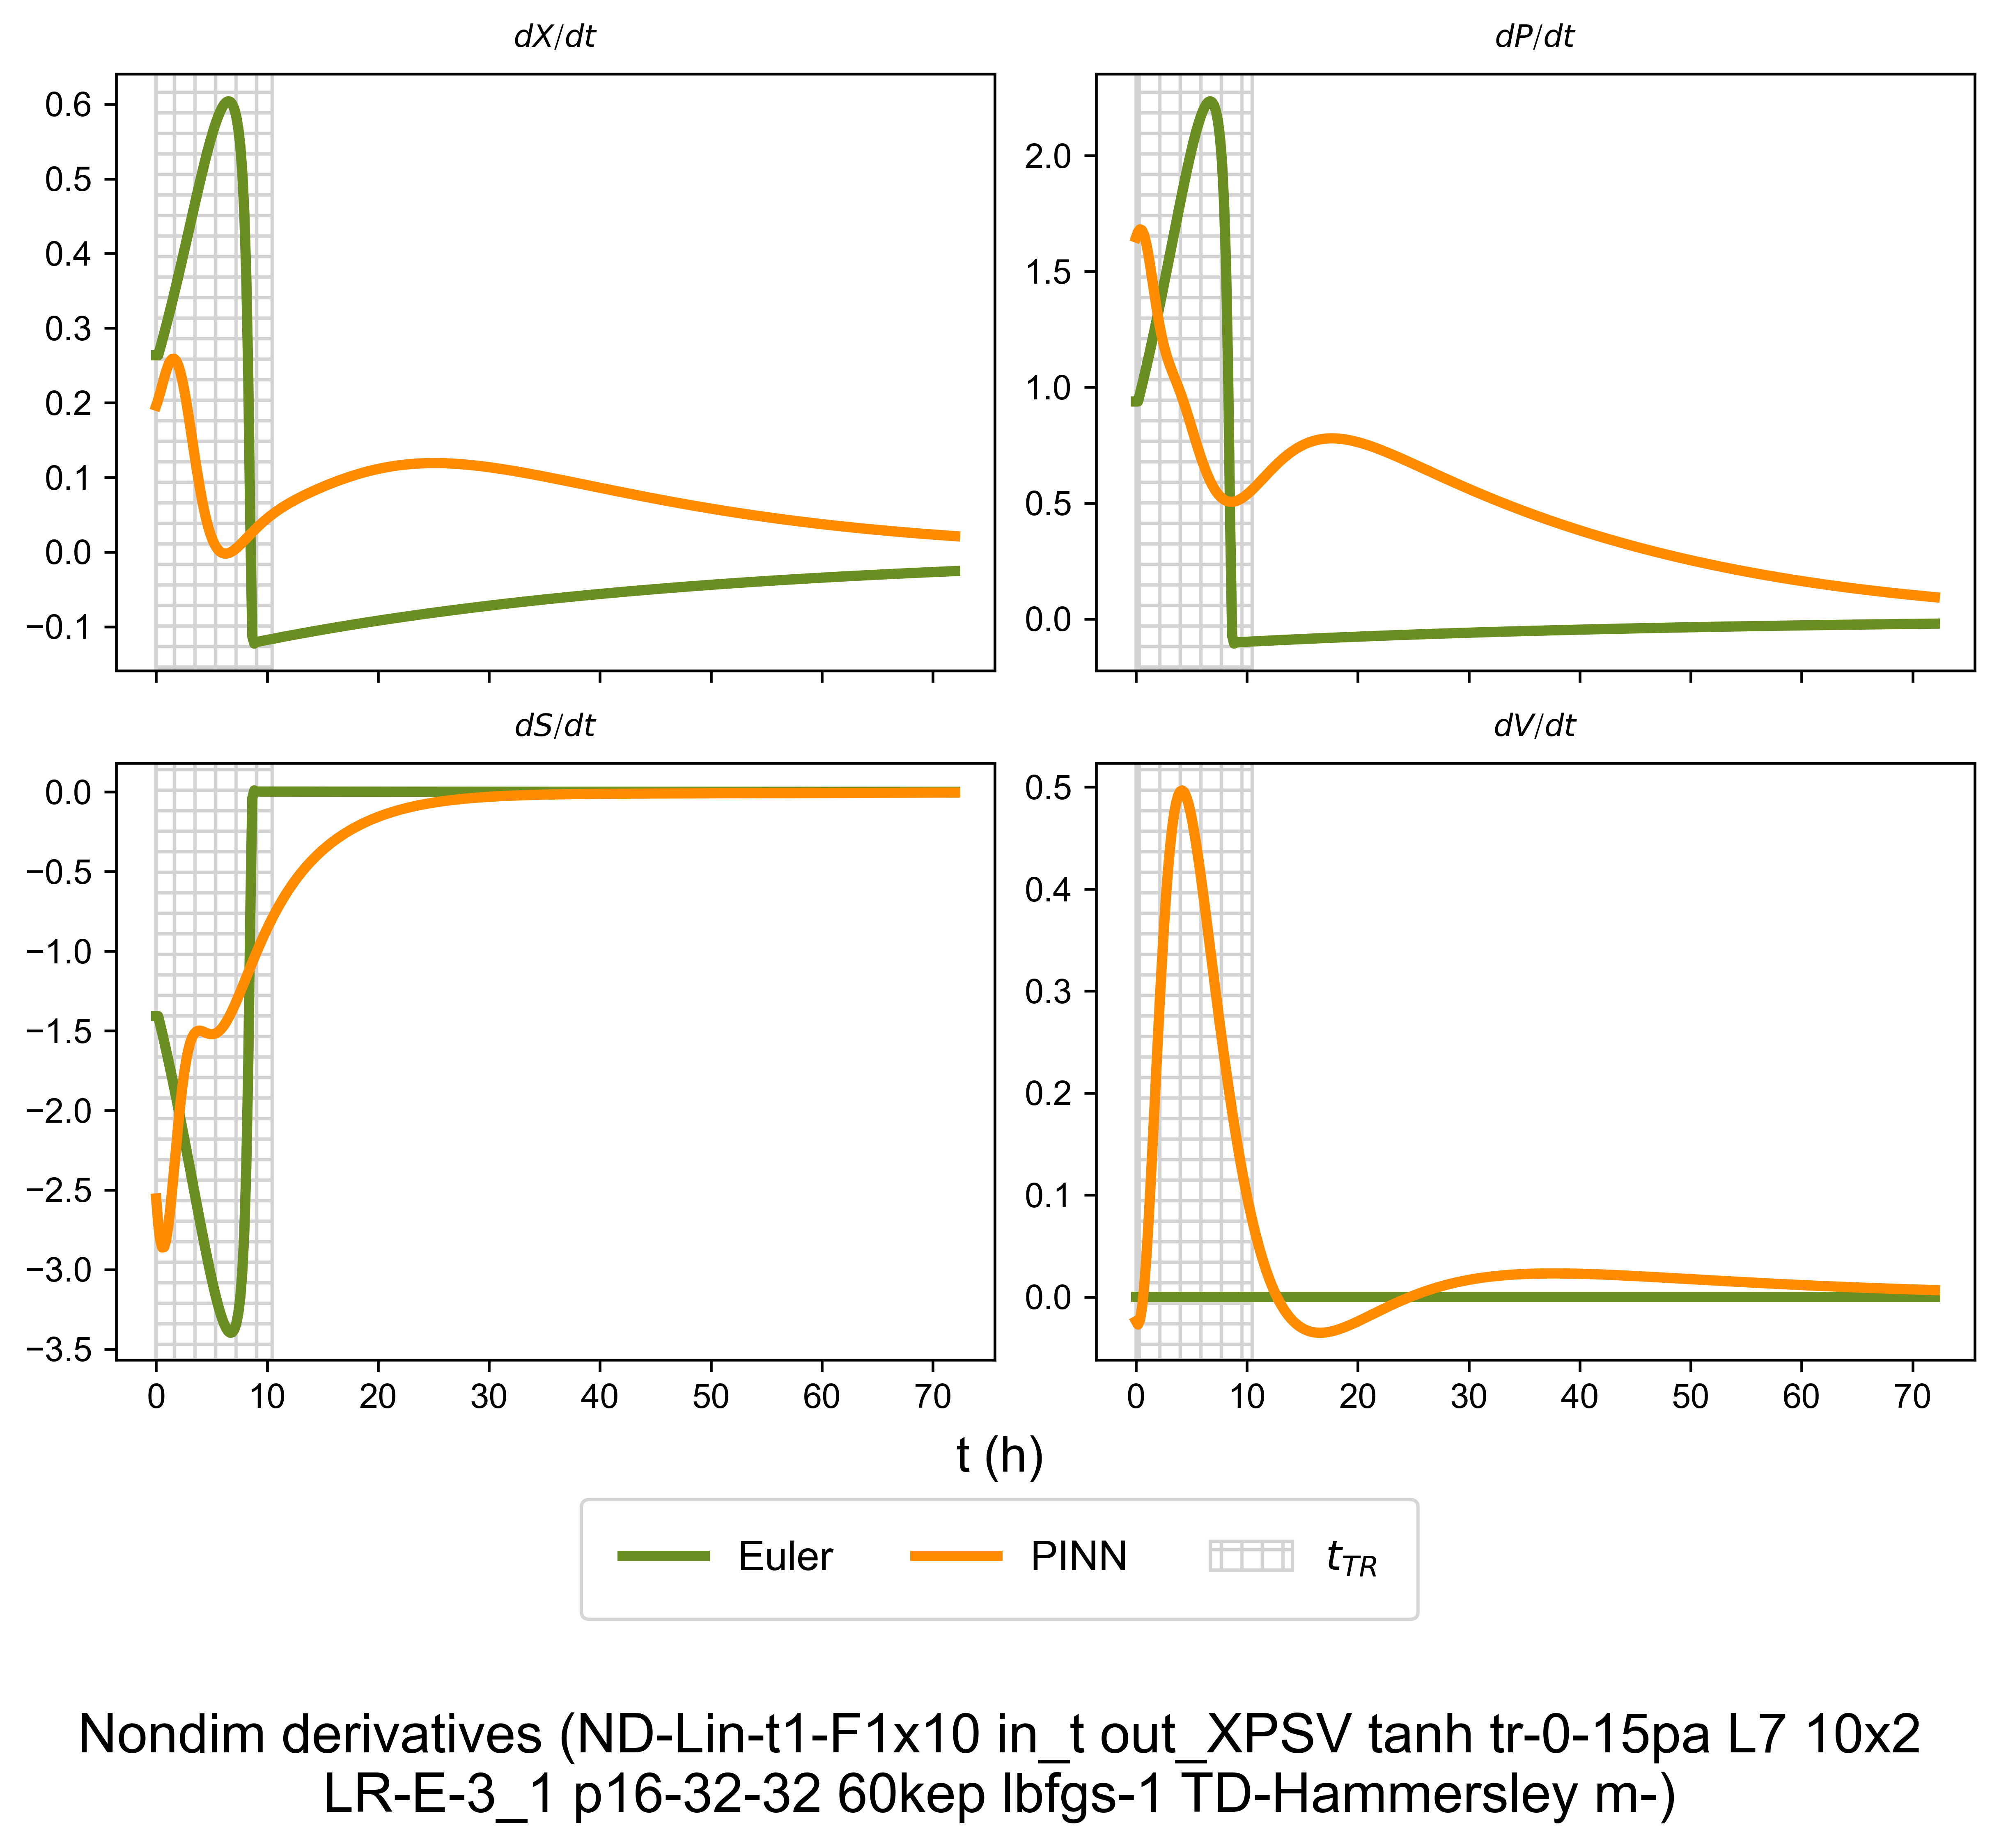 dX/dt
dP/dt
0.6
0.5
0.4
0.3
0.2
0.1
0.0
−0.1
2.0
1.5
1.0
0.5
0.0
dS/dt
dV/dt
0.0
−0.5
−1.0
−1.5
−2.0
−2.5
−3.0
−3.5
0.5
0.4
0.3
0.2
0.1
0.0
0 10 20 30 40 50 60 70
0 10 20 30 40 50 60 70
t (h)
Euler PINN t_TR
Nondim derivatives (ND-Lin-t1-F1x10 in_t out_XPSV tanh tr-0-15pa L7 10x2
LR-E-3_1 p16-32-32 60kep lbfgs-1 TD-Hammersley m-)